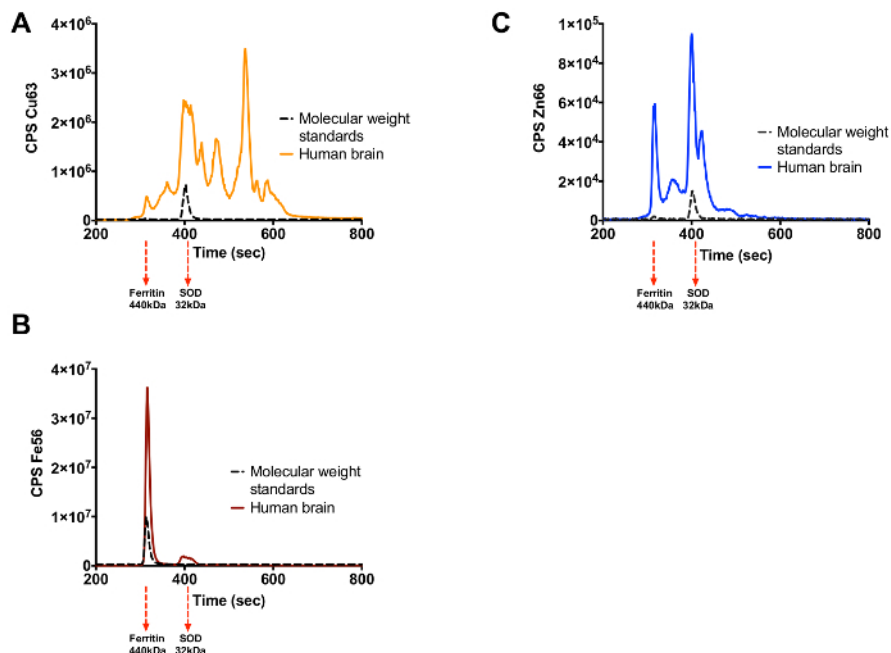 A
4×10⁶
3×10⁶
2×10⁶
1×10⁶
0
CPS Cu63
200 400 600 800
Time (sec)
Molecular weight
standards
Human brain
Ferritin SOD
440kDa 32kDa
C
1×10⁵
8×10⁴
6×10⁴
4×10⁴
2×10⁴
0
CPS Zn66
200 400 600 800
Time (sec)
Molecular weight
standards
Human brain
Ferritin SOD
440kDa 32kDa
B
4×10⁷
3×10⁷
2×10⁷
1×10⁷
0
CPS Fe56
200 400 600 800
Time (sec)
Molecular weight
standards
Human brain
Ferritin SOD
440kDa 32kDa